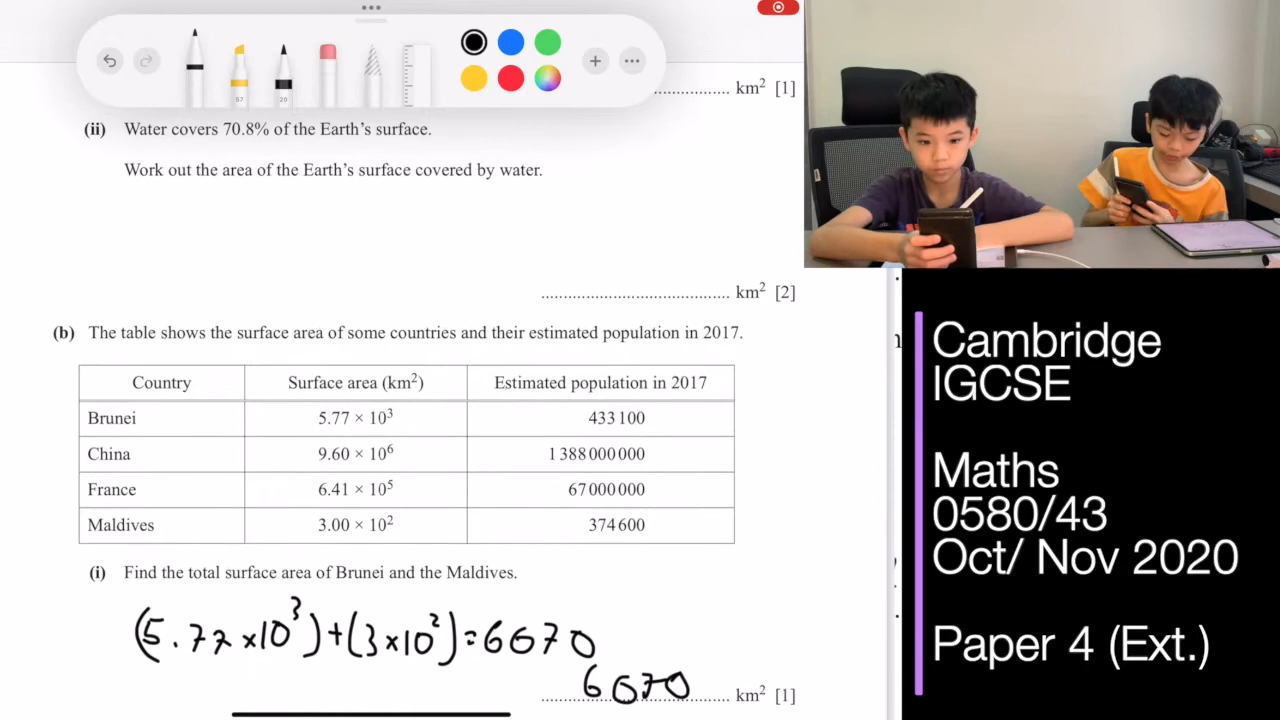 57 20
km² [1]
(ii) Water covers 70.8% of the Earth's surface.
Work out the area of the Earth's surface covered by water.
km² [2]
(b) The table shows the surface area of some countries and their estimated population in 2017.
Country Surface area (km²) Estimated population in 2017
Brunei 5.77 × 10³ 433 100
China 9.60 × 10⁶ 1 388 000 000
France 6.41 × 10⁵ 67 000 000
Maldives 3.00 × 10² 374 600
(i) Find the total surface area of Brunei and the Maldives.
(5.77×10³)+(3×10²)=6070
6070 km² [1]
Cambridge
IGCSE
Maths
0580/43
Oct/ Nov 2020
Paper 4 (Ext.)